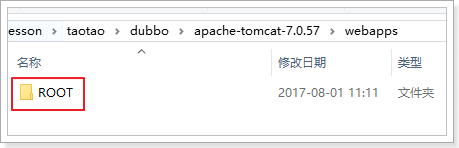 esson taotao dubbo apache-tomcat-7.0.57 webapps
名称 修改日期 类型
ROOT 2017-08-01 11:11 文件夹